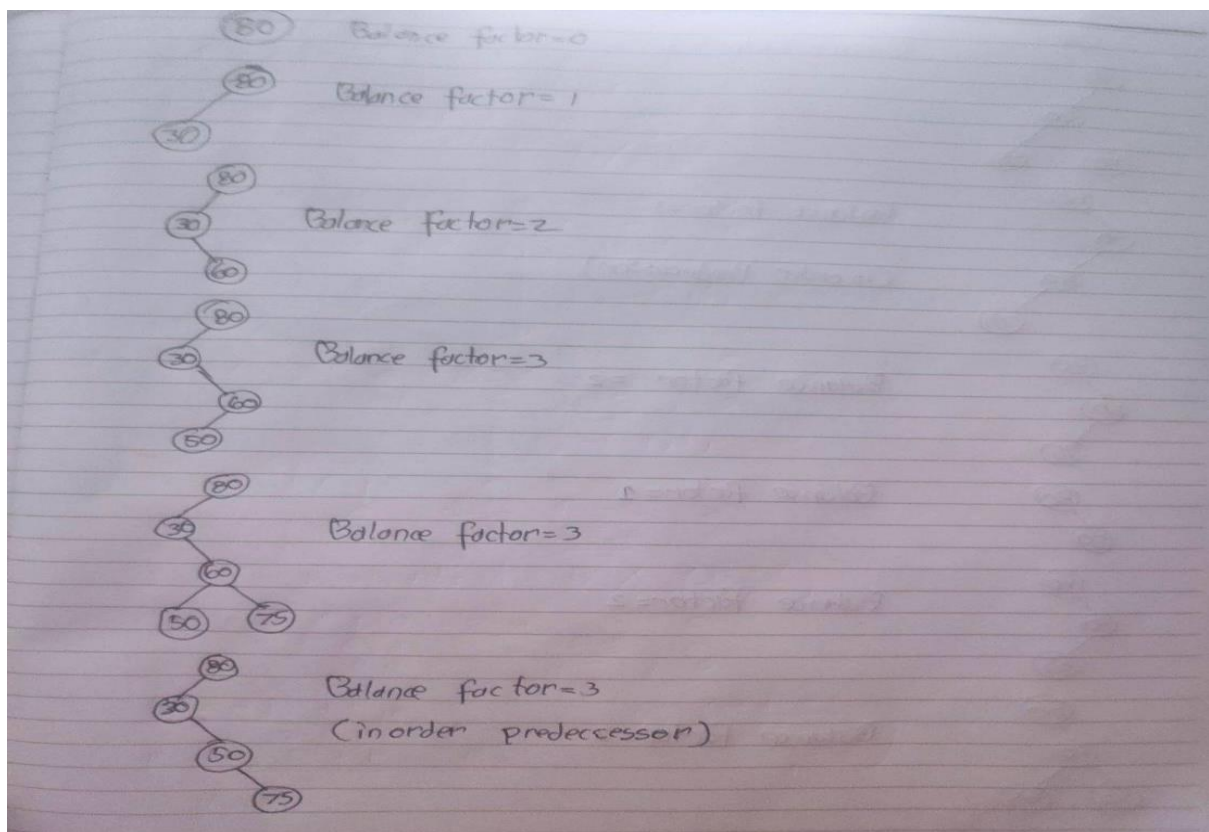 80 Balance factor=0
80 Balance factor= 1
30
80
30 Balance factor=2
60
80
30 Balance factor=3
60
50
80
30 Balance factor=3
60
50 75
80
Balance factor=3
30
(inorder predeccessor)
50
75